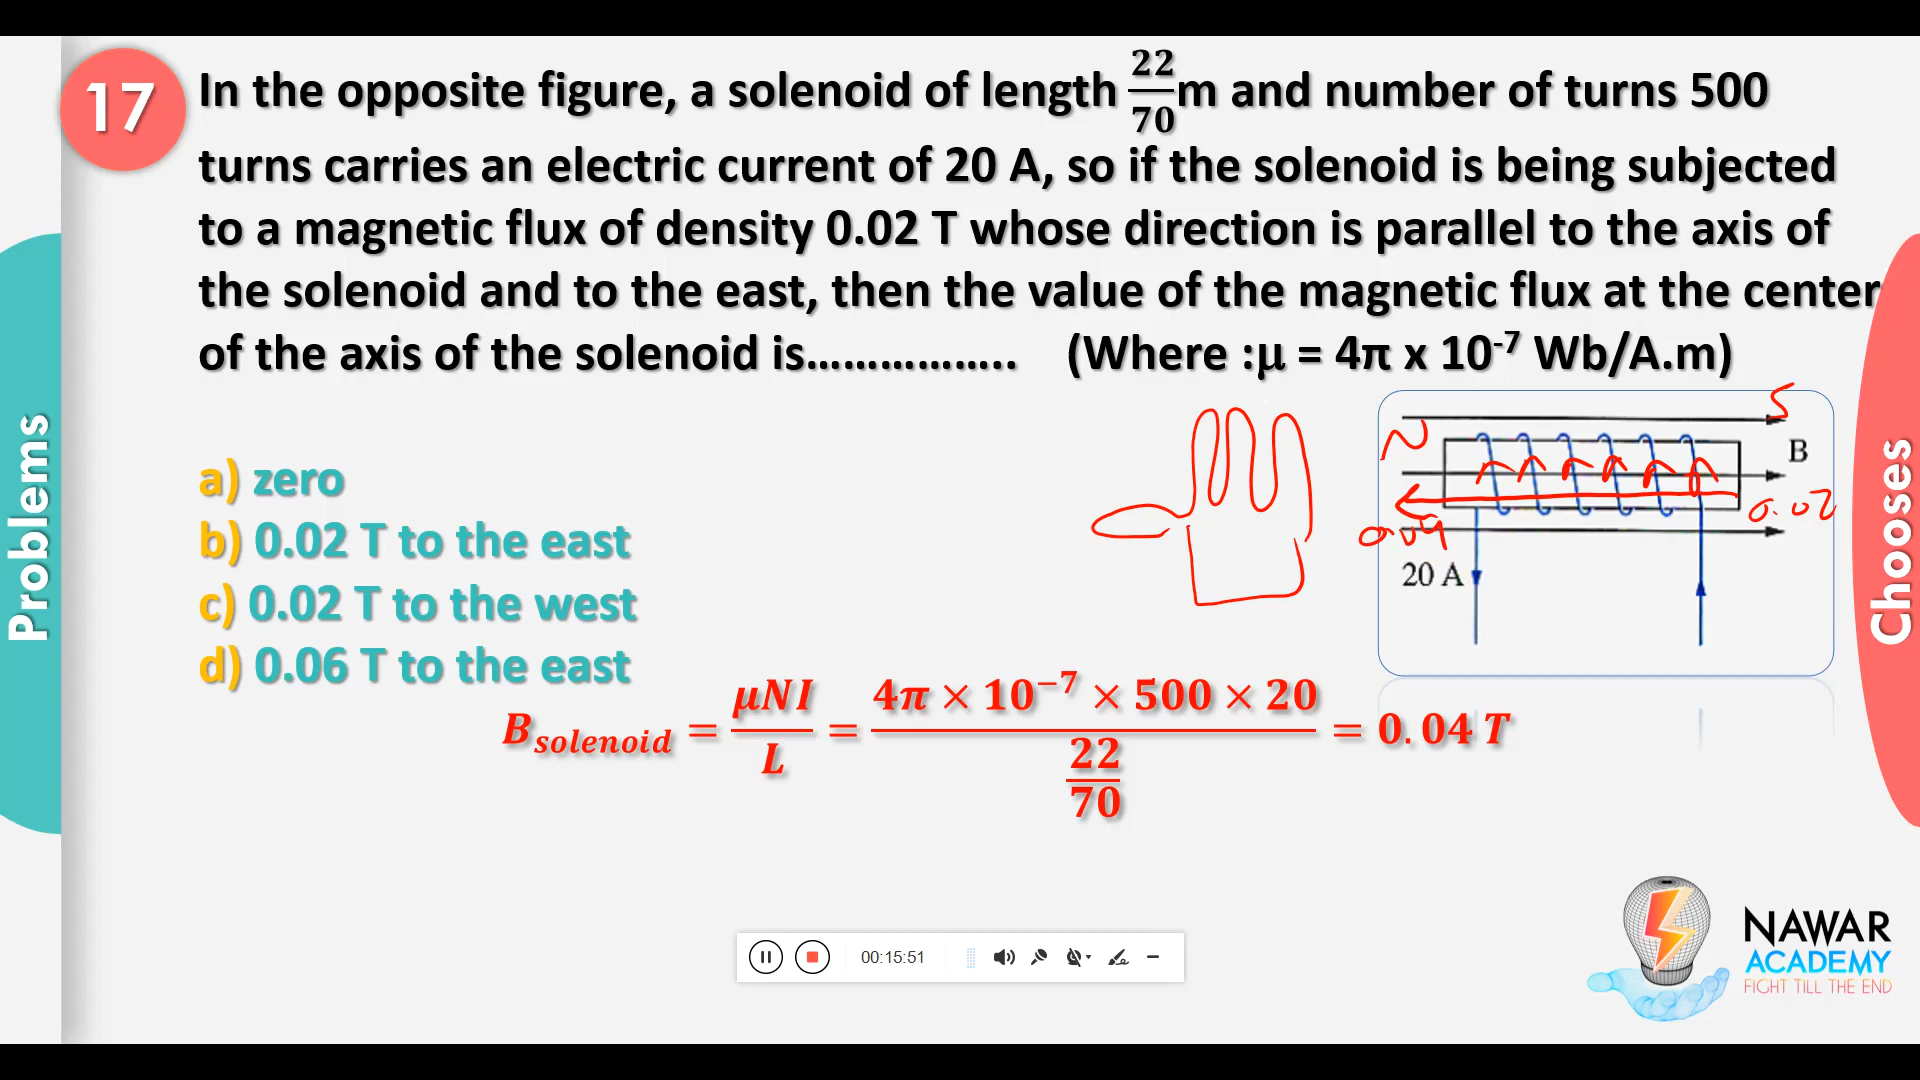 17
In the opposite figure, a solenoid of length 22/70 m and number of turns 500
turns carries an electric current of 20 A, so if the solenoid is being subjected
to a magnetic flux of density 0.02 T whose direction is parallel to the axis of
the solenoid and to the east, then the value of the magnetic flux at the center
of the axis of the solenoid is……………..   (Where :μ = 4π x 10⁻⁷ Wb/A.m)
a) zero
b) 0.02 T to the east
c) 0.02 T to the west
d) 0.06 T to the east
S
N
B
0.02
0.04
20 A
B_solenoid = μNI / L = 4π × 10⁻⁷ × 500 × 20 / (22/70) = 0.04 T
Problems
Chooses
00:15:51
NAWAR
ACADEMY
FIGHT TILL THE END